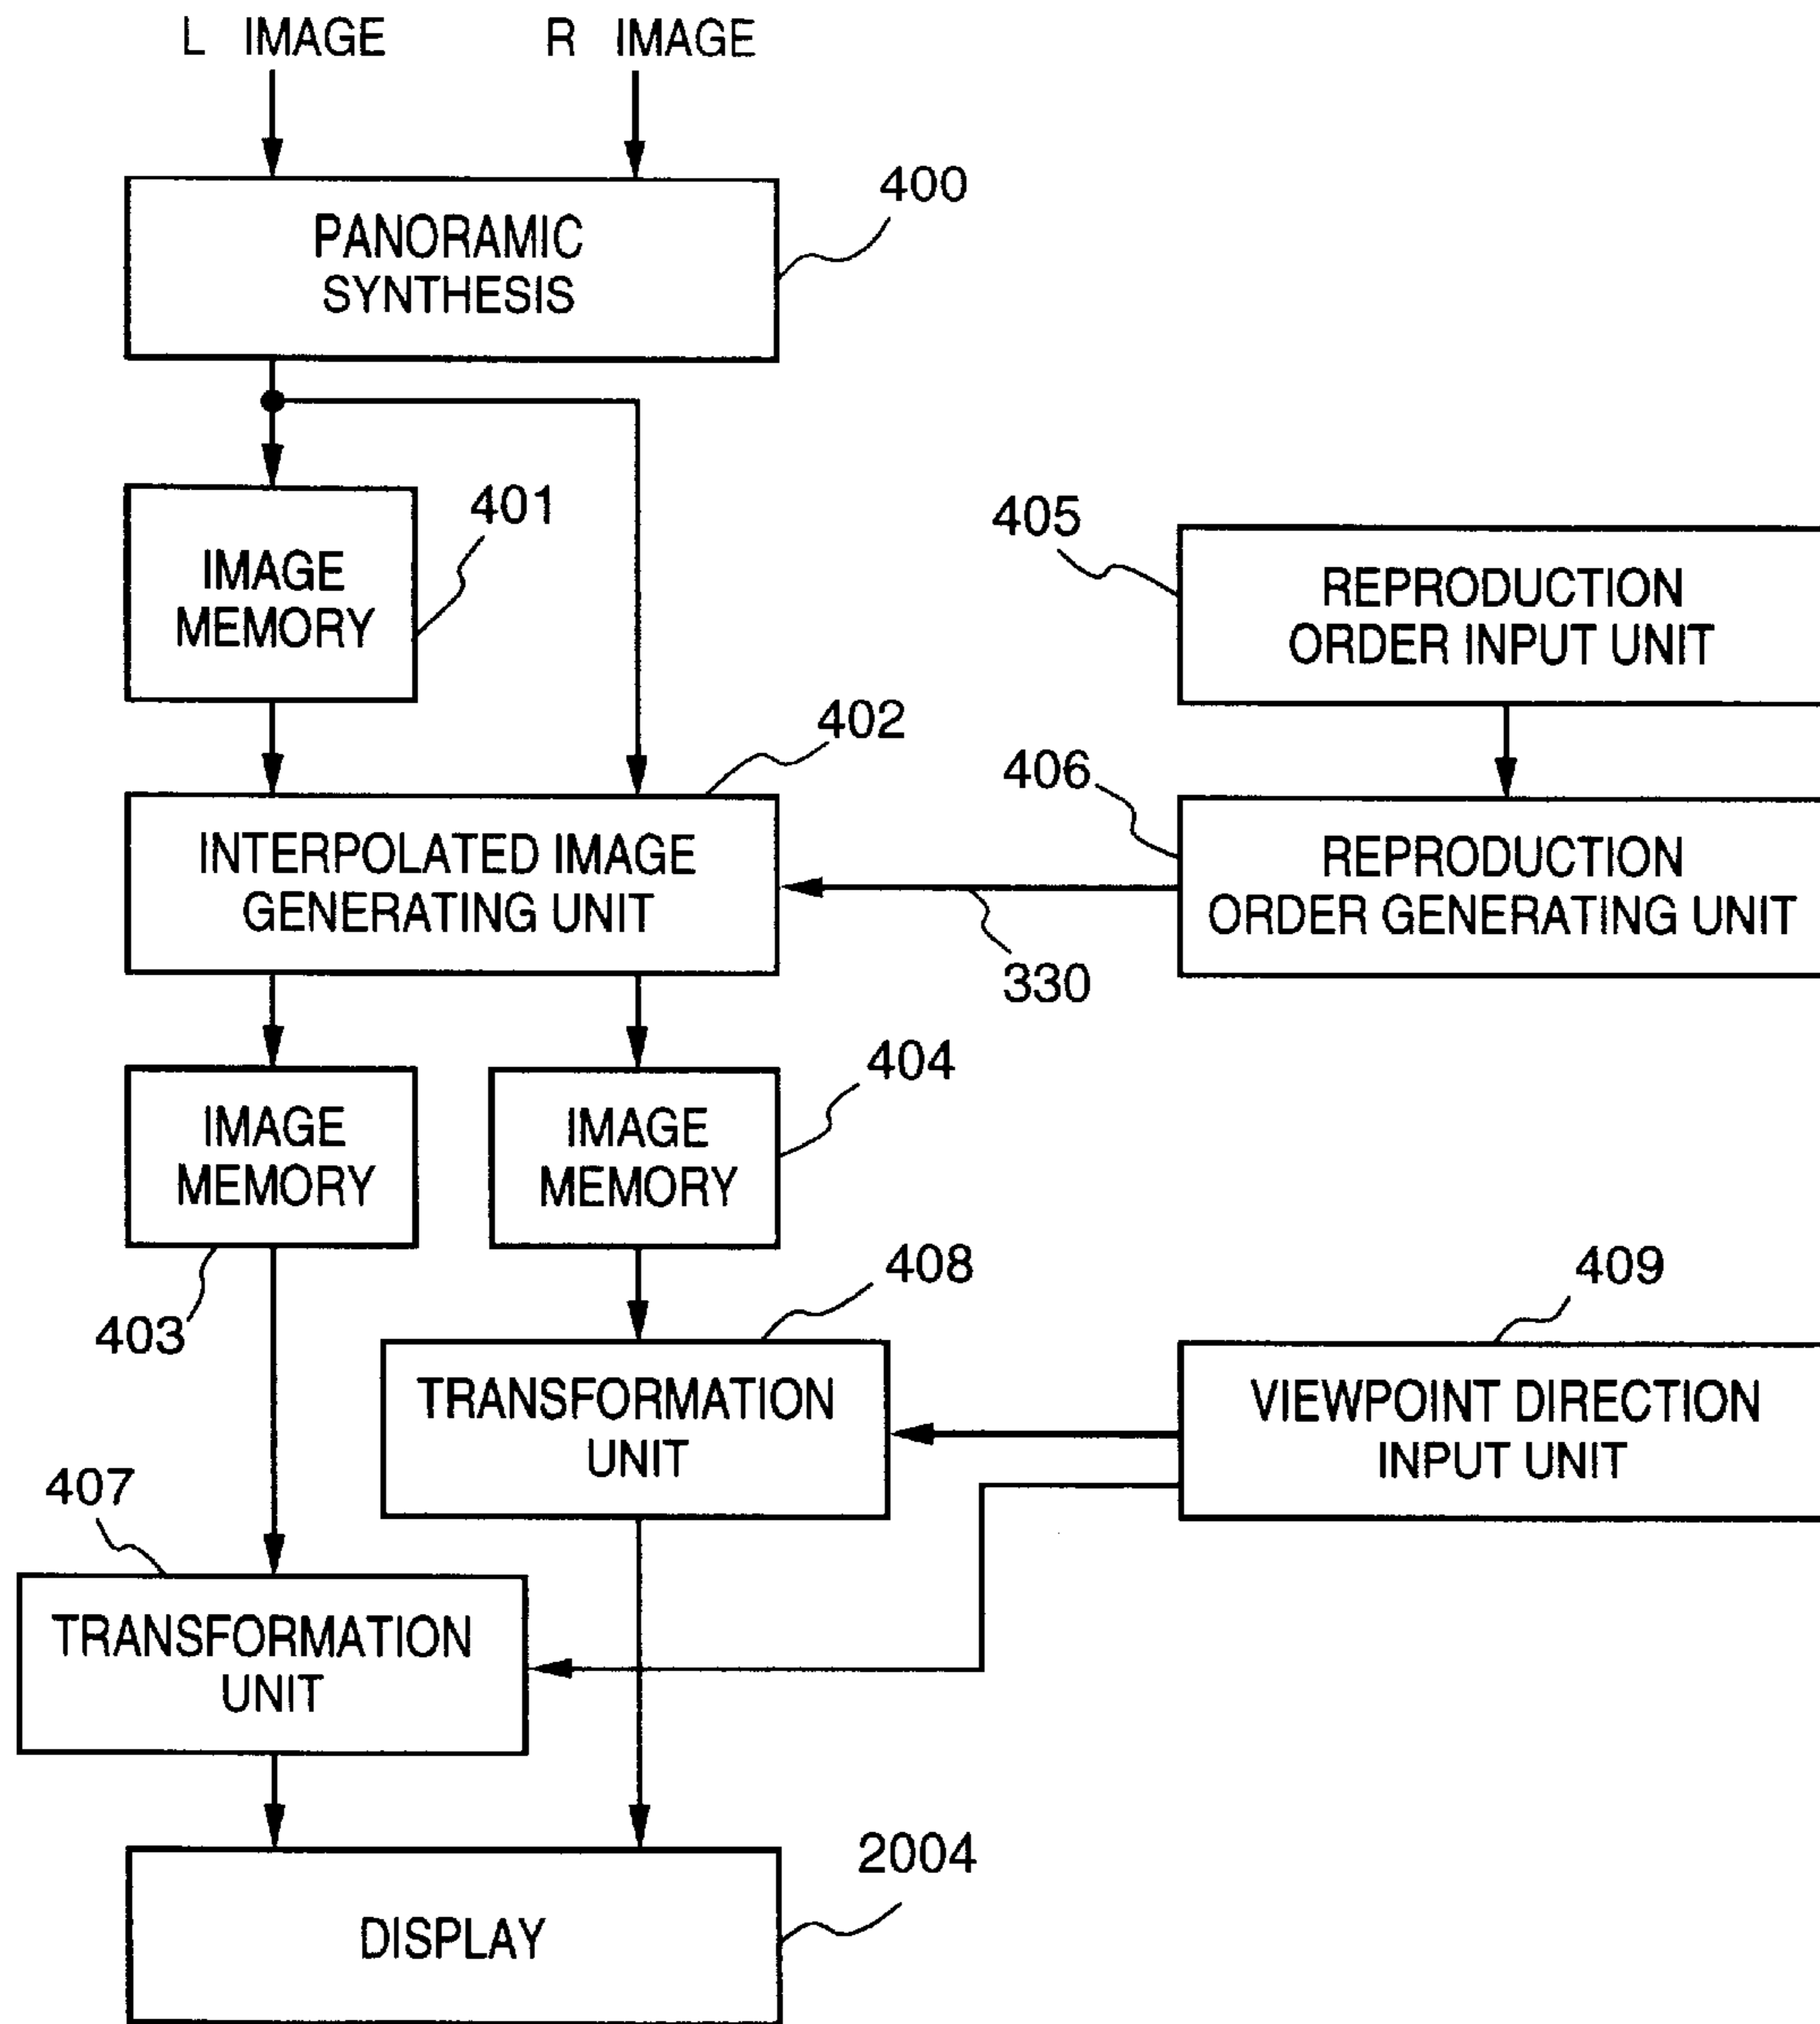 L IMAGE
R IMAGE
400
PANORAMIC
SYNTHESIS
401
IMAGE
MEMORY
405
REPRODUCTION
ORDER INPUT UNIT
402
406
INTERPOLATED IMAGE
GENERATING UNIT
REPRODUCTION
ORDER GENERATING UNIT
330
404
IMAGE
MEMORY
IMAGE
MEMORY
403
408
409
TRANSFORMATION
UNIT
VIEWPOINT DIRECTION
INPUT UNIT
407
TRANSFORMATION
UNIT
2004
DISPLAY